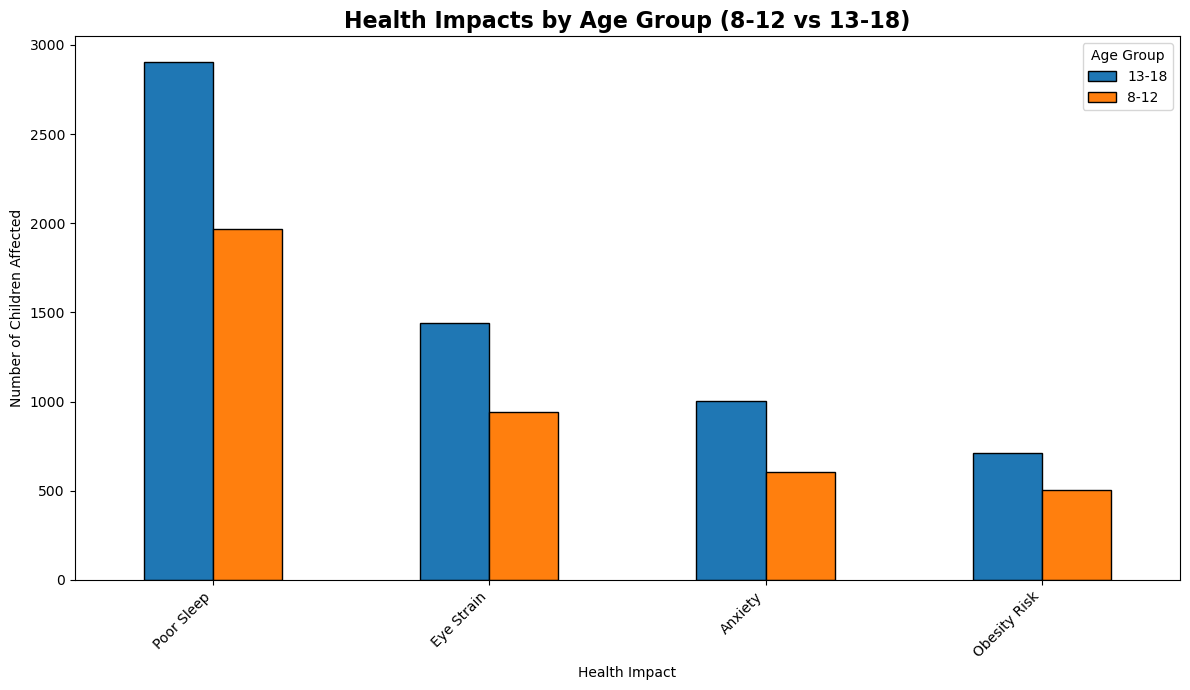 Health Impacts by Age Group (8-12 vs 13-18)
Age Group
13-18
8-12
Number of Children Affected
3000
2500
2000
1500
1000
500
0
Poor Sleep
Eye Strain
Anxiety
Obesity Risk
Health Impact